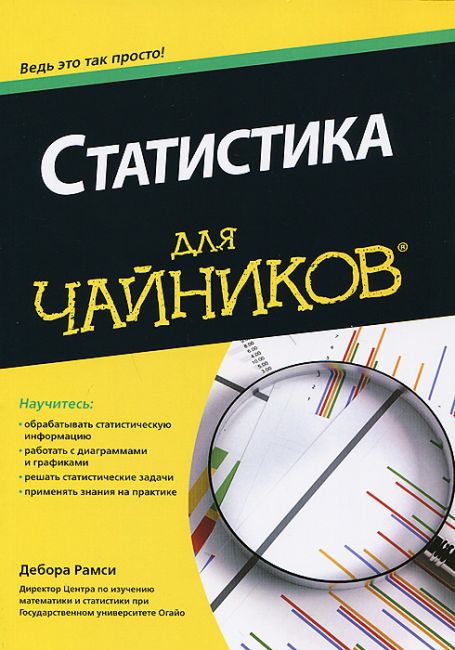 Ведь это так просто!
СТАТИСТИКА
для
ЧАЙНИКОВ®
Научитесь:
• обрабатывать статистическую
информацию
• работать с диаграммами
и графиками
• решать статистические задачи
• применять знания на практике
Дебора Рамси
Директор Центра по изучению
математики и статистики при
Государственном университете Огайо